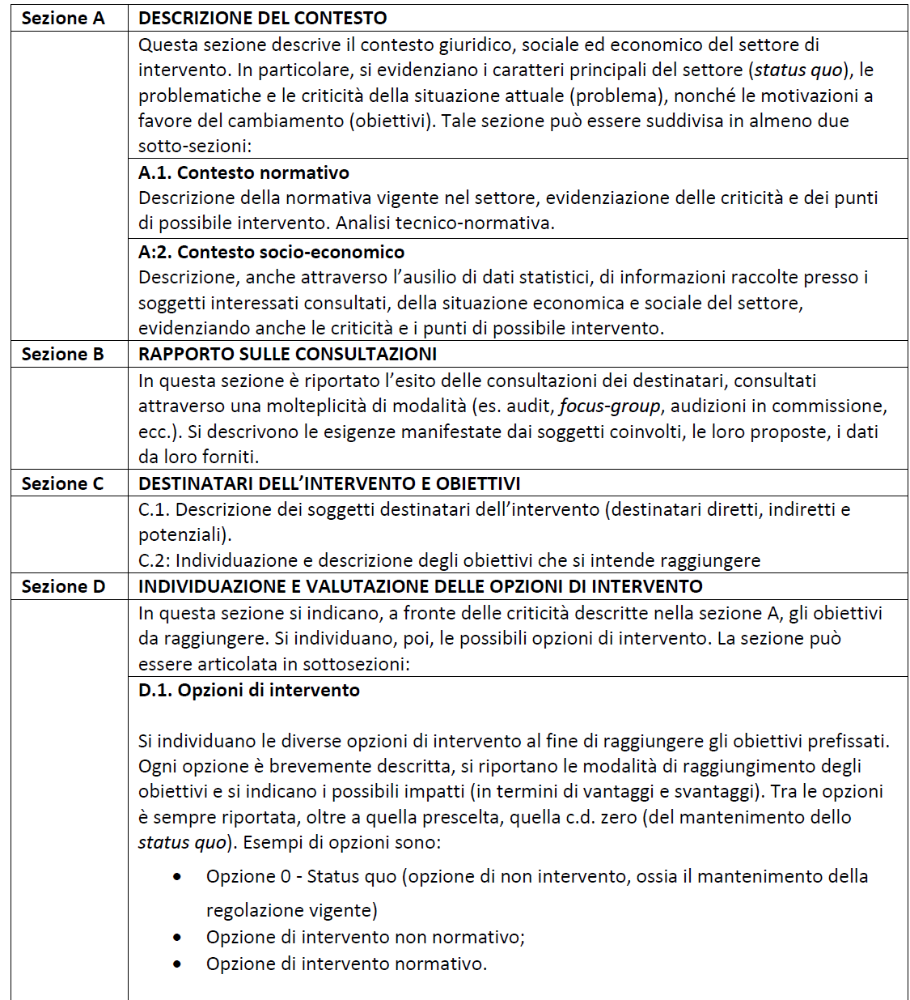 Sezione A DESCRIZIONE DEL CONTESTO
Questa sezione descrive il contesto giuridico, sociale ed economico del settore di
intervento. In particolare, si evidenziano i caratteri principali del settore (status quo), le
problematiche e le criticità della situazione attuale (problema), nonché le motivazioni a
favore del cambiamento (obiettivi). Tale sezione può essere suddivisa in almeno due
sotto-sezioni:
A.1. Contesto normativo
Descrizione della normativa vigente nel settore, evidenziazione delle criticità e dei punti
di possibile intervento. Analisi tecnico-normativa.
A:2. Contesto socio-economico
Descrizione, anche attraverso l’ausilio di dati statistici, di informazioni raccolte presso i
soggetti interessati consultati, della situazione economica e sociale del settore,
evidenziando anche le criticità e i punti di possibile intervento.
Sezione B RAPPORTO SULLE CONSULTAZIONI
In questa sezione è riportato l’esito delle consultazioni dei destinatari, consultati
attraverso una molteplicità di modalità (es. audit, focus-group, audizioni in commissione,
ecc.). Si descrivono le esigenze manifestate dai soggetti coinvolti, le loro proposte, i dati
da loro forniti.
Sezione C DESTINATARI DELL’INTERVENTO E OBIETTIVI
C.1. Descrizione dei soggetti destinatari dell’intervento (destinatari diretti, indiretti e
potenziali).
C.2: Individuazione e descrizione degli obiettivi che si intende raggiungere
Sezione D INDIVIDUAZIONE E VALUTAZIONE DELLE OPZIONI DI INTERVENTO
In questa sezione si indicano, a fronte delle criticità descritte nella sezione A, gli obiettivi
da raggiungere. Si individuano, poi, le possibili opzioni di intervento. La sezione può
essere articolata in sottosezioni:
D.1. Opzioni di intervento
Si individuano le diverse opzioni di intervento al fine di raggiungere gli obiettivi prefissati.
Ogni opzione è brevemente descritta, si riportano le modalità di raggiungimento degli
obiettivi e si indicano i possibili impatti (in termini di vantaggi e svantaggi). Tra le opzioni
è sempre riportata, oltre a quella prescelta, quella c.d. zero (del mantenimento dello
status quo). Esempi di opzioni sono:
• Opzione 0 - Status quo (opzione di non intervento, ossia il mantenimento della
regolazione vigente)
• Opzione di intervento non normativo;
• Opzione di intervento normativo.